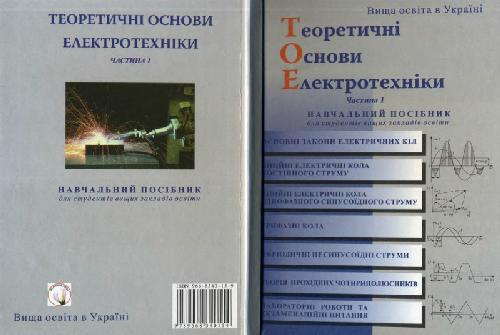 ТЕОРЕТИЧНІ ОСНОВИ
ЕЛЕКТРОТЕХНІКИ
ЧАСТИНА 1
НАВЧАЛЬНИЙ ПОСІБНИК
для студентів вищих закладів освіти
Вища освіта в Україні
Вища освіта в Україні
Теоретичні
Основи
Електротехніки
Частина 1
НАВЧАЛЬНИЙ ПОСІБНИК
для студентів вищих закладів освіти
ОСНОВНІ ЗАКОНИ ЕЛЕКТРИЧНИХ КІЛ
ЛІНІЙНІ ЕЛЕКТРИЧНІ КОЛА
ПОСТІЙНОГО СТРУМУ
ЛІНІЙНІ ЕЛЕКТРИЧНІ КОЛА
ОДНОФАЗНОГО СИНУСОЇДНОГО СТРУМУ
ТРИФАЗНІ КОЛА
ПЕРІОДИЧНІ НЕСИНУСОЇДНІ СТРУМИ
ТЕОРІЯ ПРОХІДНИХ ЧОТИРИПОЛЮСНИКІВ
ЛАБОРАТОРНІ РОБОТИ ТА
ЕКЗАМЕНАЦІЙНІ ПИТАННЯ